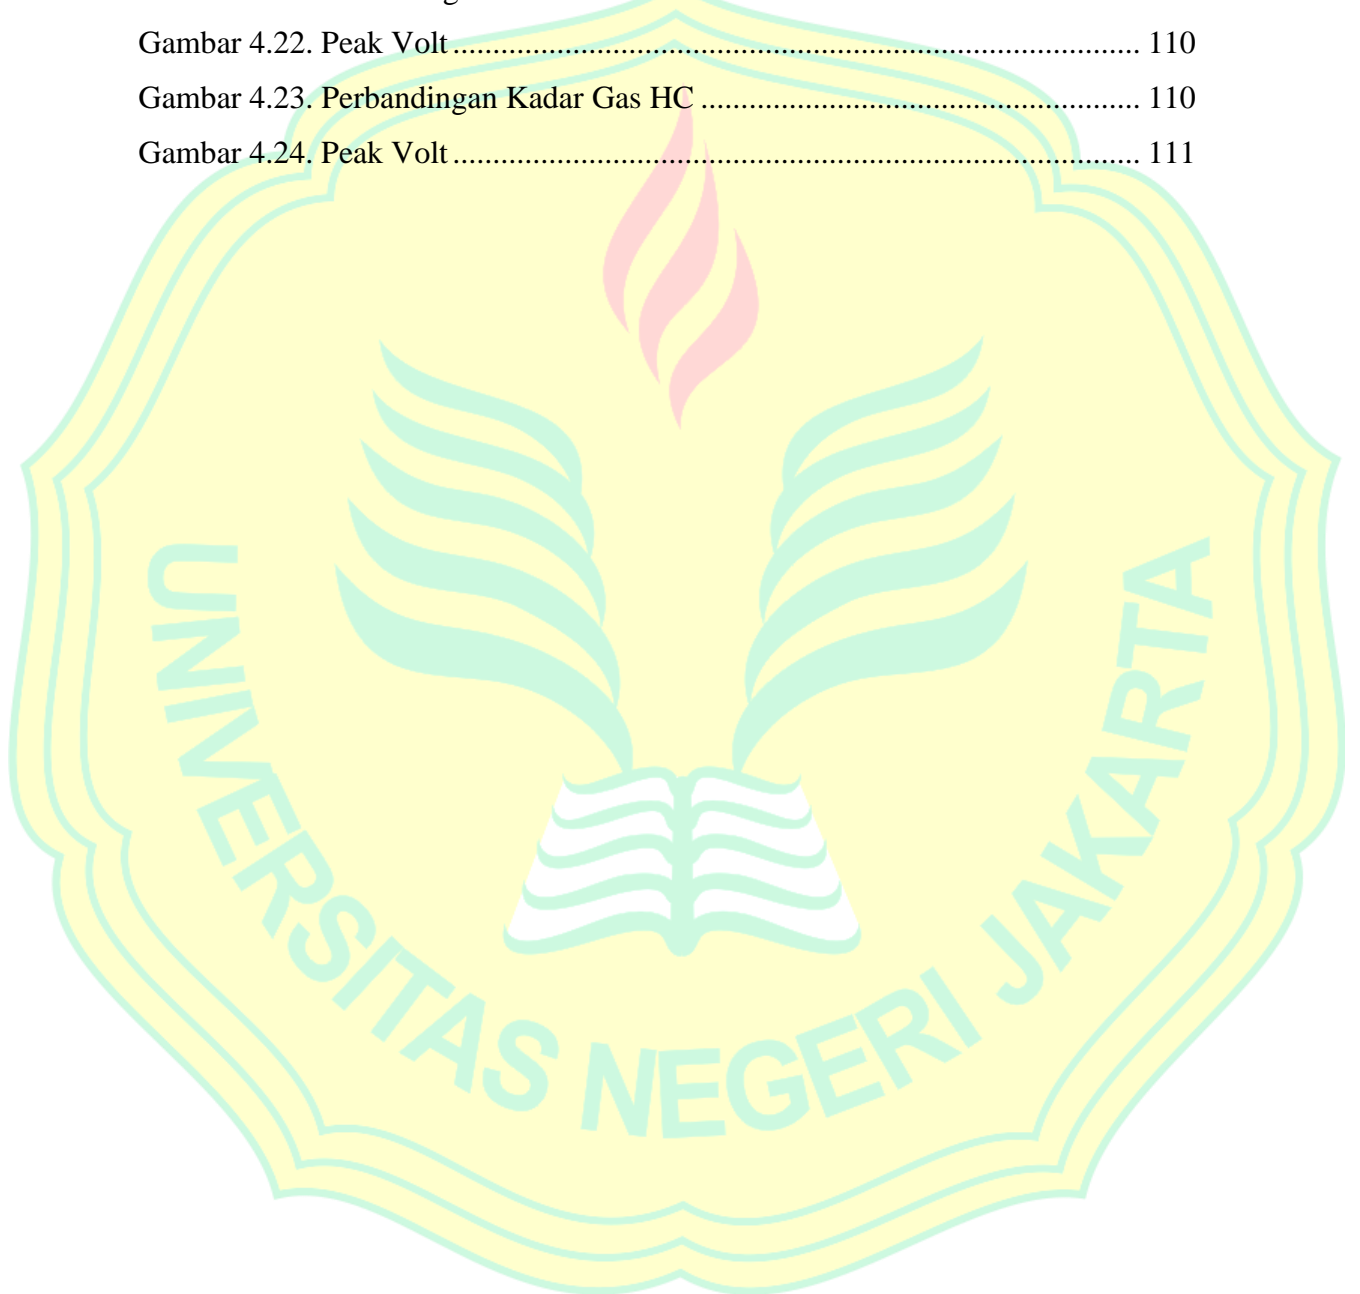 Gambar 4.22. Peak Volt ..................................................................................... 110
Gambar 4.23. Perbandingan Kadar Gas HC ...................................................... 110
Gambar 4.24. Peak Volt ..................................................................................... 111
UNIVERSITAS NEGERI JAKARTA